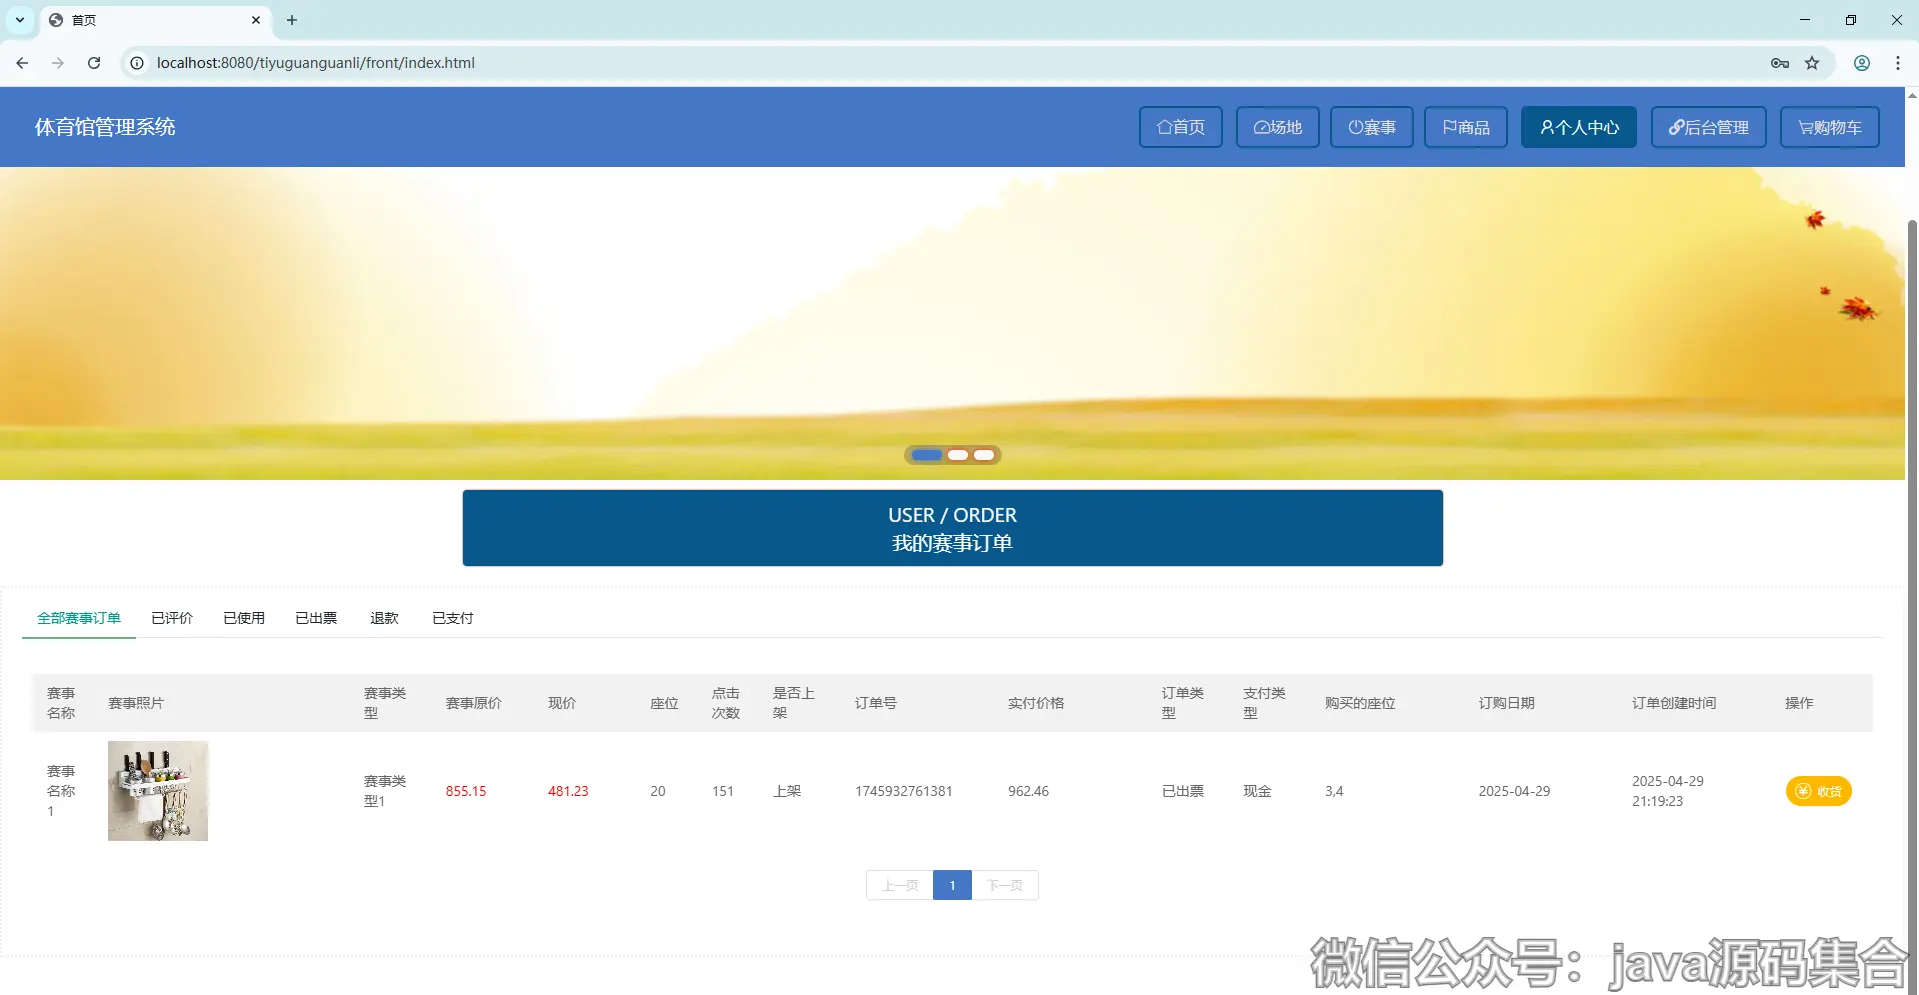 首页
localhost:8080/tiyuguanguanli/front/index.html
体育馆管理系统
首页
场地
赛事
商品
个人中心
后台管理
购物车
USER / ORDER
我的赛事订单
全部赛事订单
已评价
已使用
已出票
退款
已支付
赛事
名称
赛事照片
赛事类
型
赛事原价
现价
座位
点击
次数
是否上
架
订单号
实付价格
订单类
型
支付类
型
购买的座位
订购日期
订单创建时间
操作
赛事
名称
1
赛事类
型1
855.15
481.23
20
151
上架
1745932761381
962.46
已出票
现金
3,4
2025-04-29
2025-04-29
21:19:23
收货
上一页
1
下一页
微信公众号：java源码集合